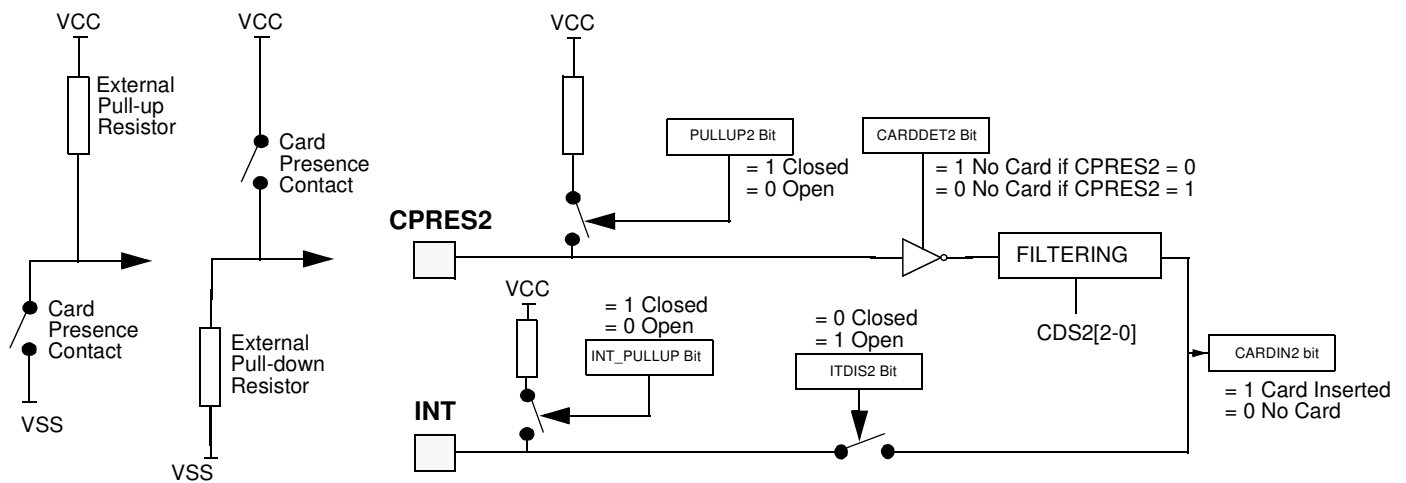 VCC
External
Pull-up
Resistor
Card
Presence
Contact
VSS
VCC
Card
Presence
Contact
External
Pull-down
Resistor
VSS
VCC
PULLUP2 Bit
= 1 Closed
= 0 Open
CARDDET2 Bit
= 1 No Card if CPRES2 = 0
= 0 No Card if CPRES2 = 1
CPRES2
FILTERING
CDS2[2-0]
VCC
= 1 Closed
= 0 Open
INT_PULLUP Bit
= 0 Closed
= 1 Open
ITDIS2 Bit
CARDIN2 bit
= 1 Card Inserted
= 0 No Card
INT